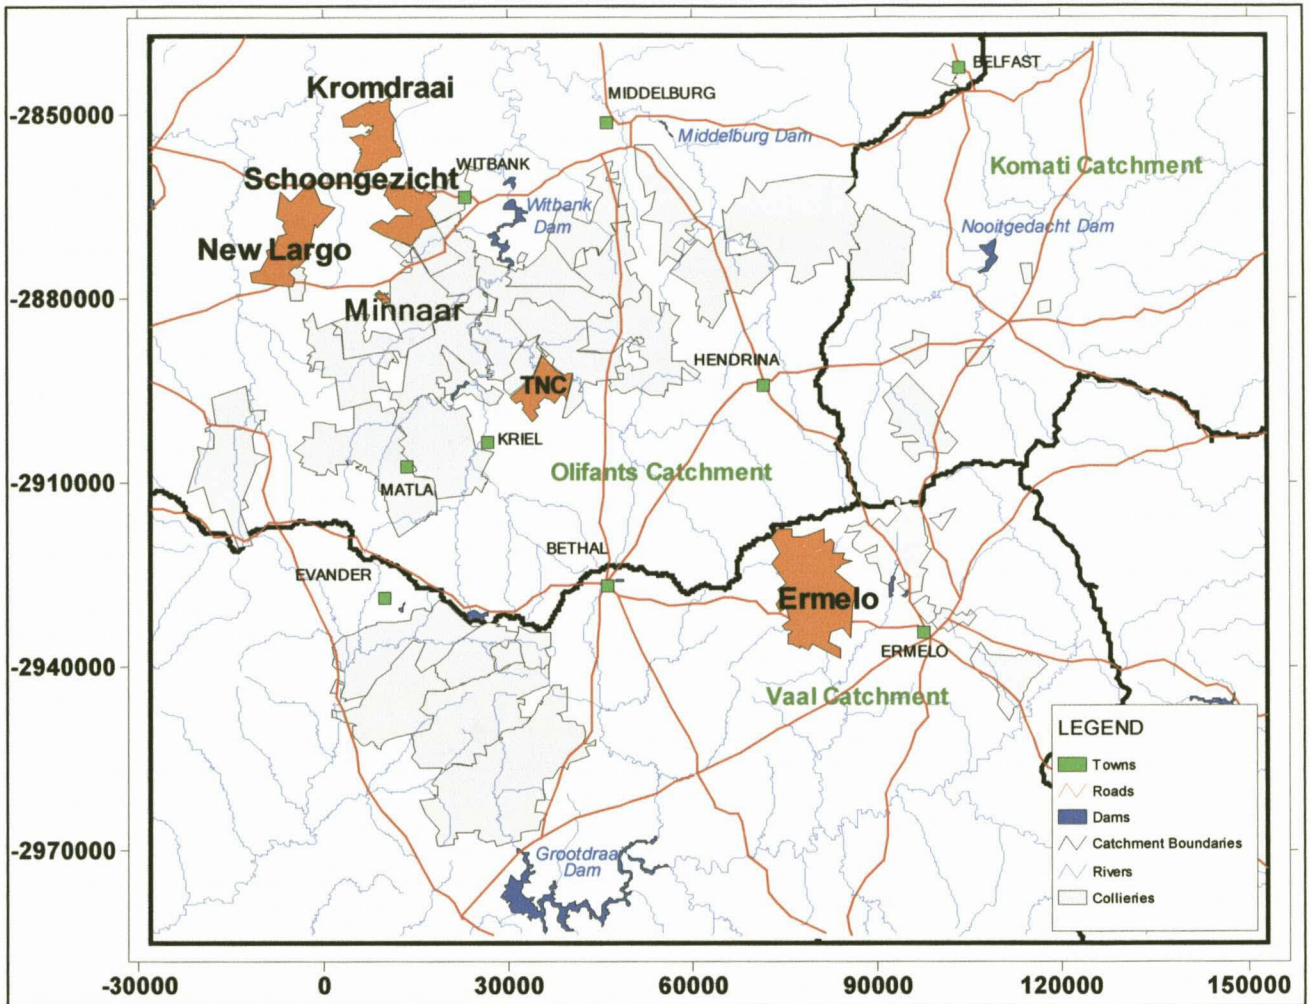 BELFAST
Kromdraai
MIDDELBURG
-2850000
Middelburg Dam
WITBANK
Komati Catchment
Schoongezicht
Witbank
Dam
Nooitgedacht Dam
New Largo
-2880000
Minnaar
HENDRINA
TNC
KRIEL
Olifants Catchment
-2910000
MATLA
BETHAL
EVANDER
Ermelo
ERMELO
-2940000
Vaal Catchment
LEGEND
Towns
Roads
Dams
Catchment Boundaries
Rivers
Collieries
-2970000
Grootdraai
Dam
-30000 0 30000 60000 90000 120000 150000